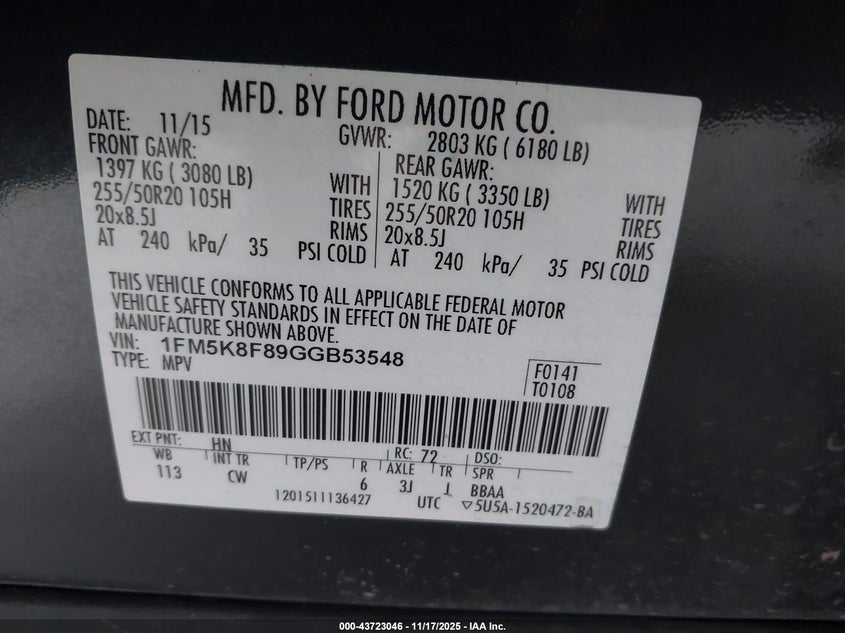 MFD. BY FORD MOTOR CO.
DATE: 11/15 GVWR: 2803 KG ( 6180 LB)
FRONT GAWR: REAR GAWR:
1397 KG ( 3080 LB) WITH 1520 KG ( 3350 LB) WITH
255/50R20 105H TIRES 255/50R20 105H TIRES
20x8.5J RIMS 20x8.5J RIMS
AT 240 kPa/ 35 PSI COLD AT 240 kPa/ 35 PSI COLD
THIS VEHICLE CONFORMS TO ALL APPLICABLE FEDERAL MOTOR
VEHICLE SAFETY STANDARDS IN EFFECT ON THE DATE OF
MANUFACTURE SHOWN ABOVE.
VIN: 1FM5K8F89GGB53548
TYPE: MPV
F0141
T0108
EXT PNT: HN RC: 72 DSO:
WB INT TR TP/PS R AXLE TR SPR
113 CW 6 3J J BBAA
1201511136427 UTC ▽5U5A-1520472-BA
000-43723046 - 11/17/2025 - IAA Inc.